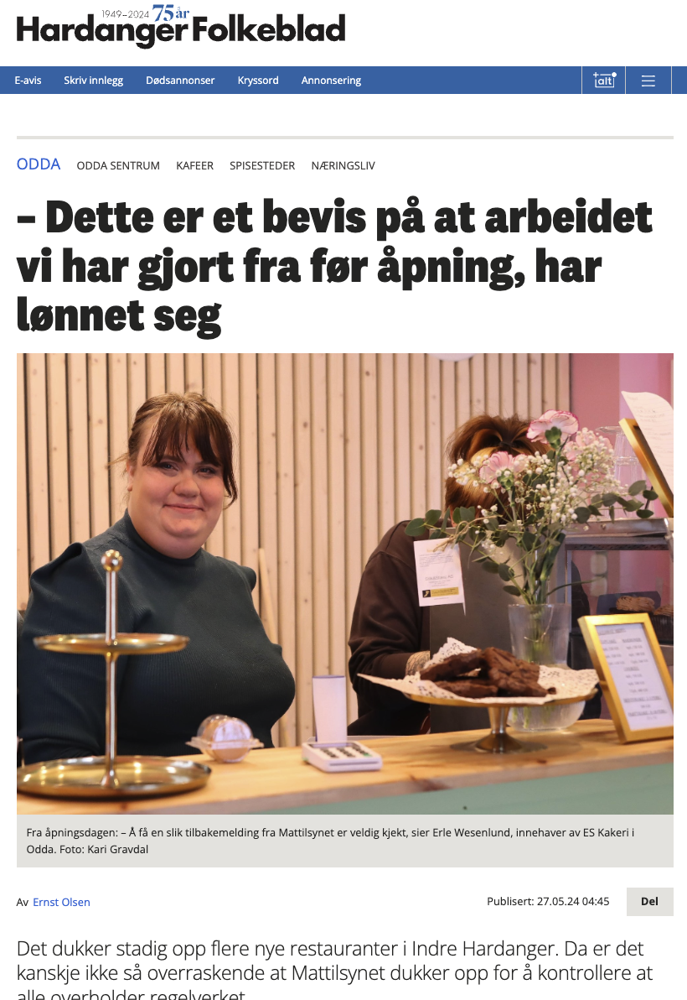 1949–2024 75 år
Hardanger Folkeblad
E-avis Skriv innlegg Dødsannonser Kryssord Annonsering +alt
ODDA ODDA SENTRUM KAFEER SPISESTEDER NÆRINGSLIV
– Dette er et bevis på at arbeidet
vi har gjort fra før åpning, har
lønnet seg
Fra åpningsdagen: – Å få en slik tilbakemelding fra Mattilsynet er veldig kjekt, sier Erle Wesenlund, innehaver av ES Kakeri i
Odda. Foto: Kari Gravdal
Av Ernst Olsen Publisert: 27.05.24 04:45 Del
Det dukker stadig opp flere nye restauranter i Indre Hardanger. Da er det
kanskje ikke så overraskende at Mattilsynet dukker opp for å kontrollere at
alle overholder regelverket